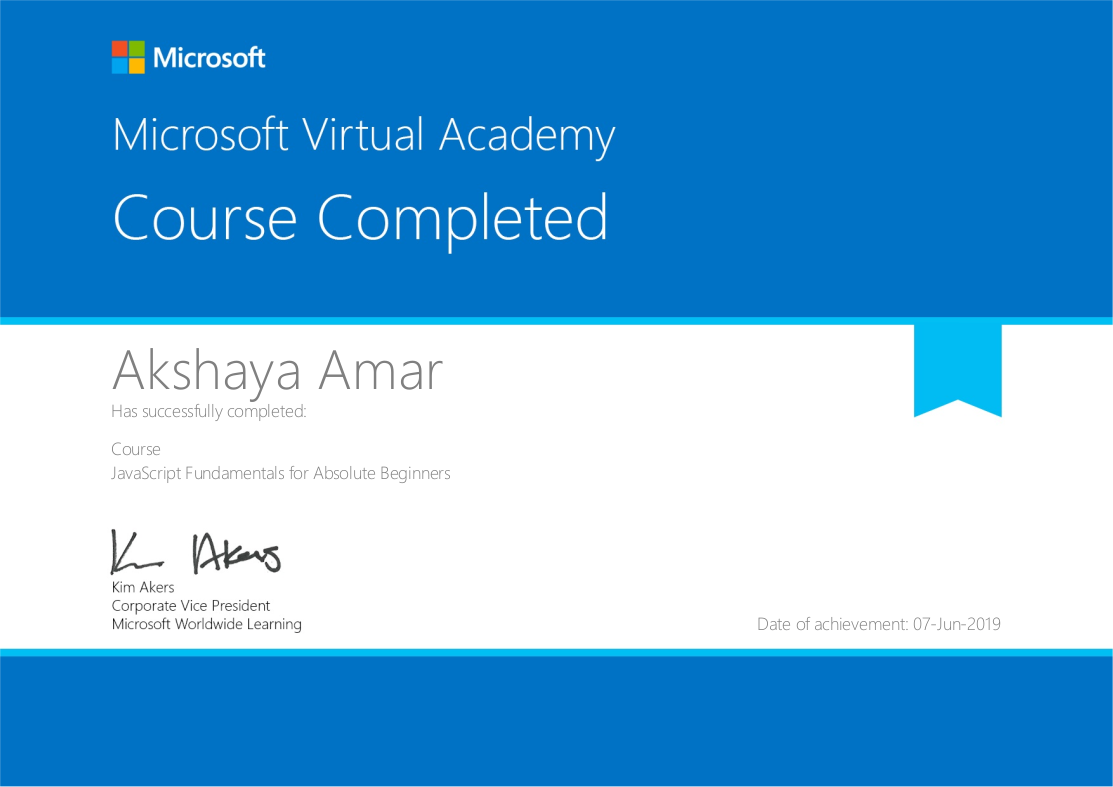 Microsoft
Microsoft Virtual Academy
Course Completed
Akshaya Amar
Has successfully completed:
Course
JavaScript Fundamentals for Absolute Beginners
Kim Akers
Kim Akers
Corporate Vice President
Microsoft Worldwide Learning
Date of achievement: 07-Jun-2019